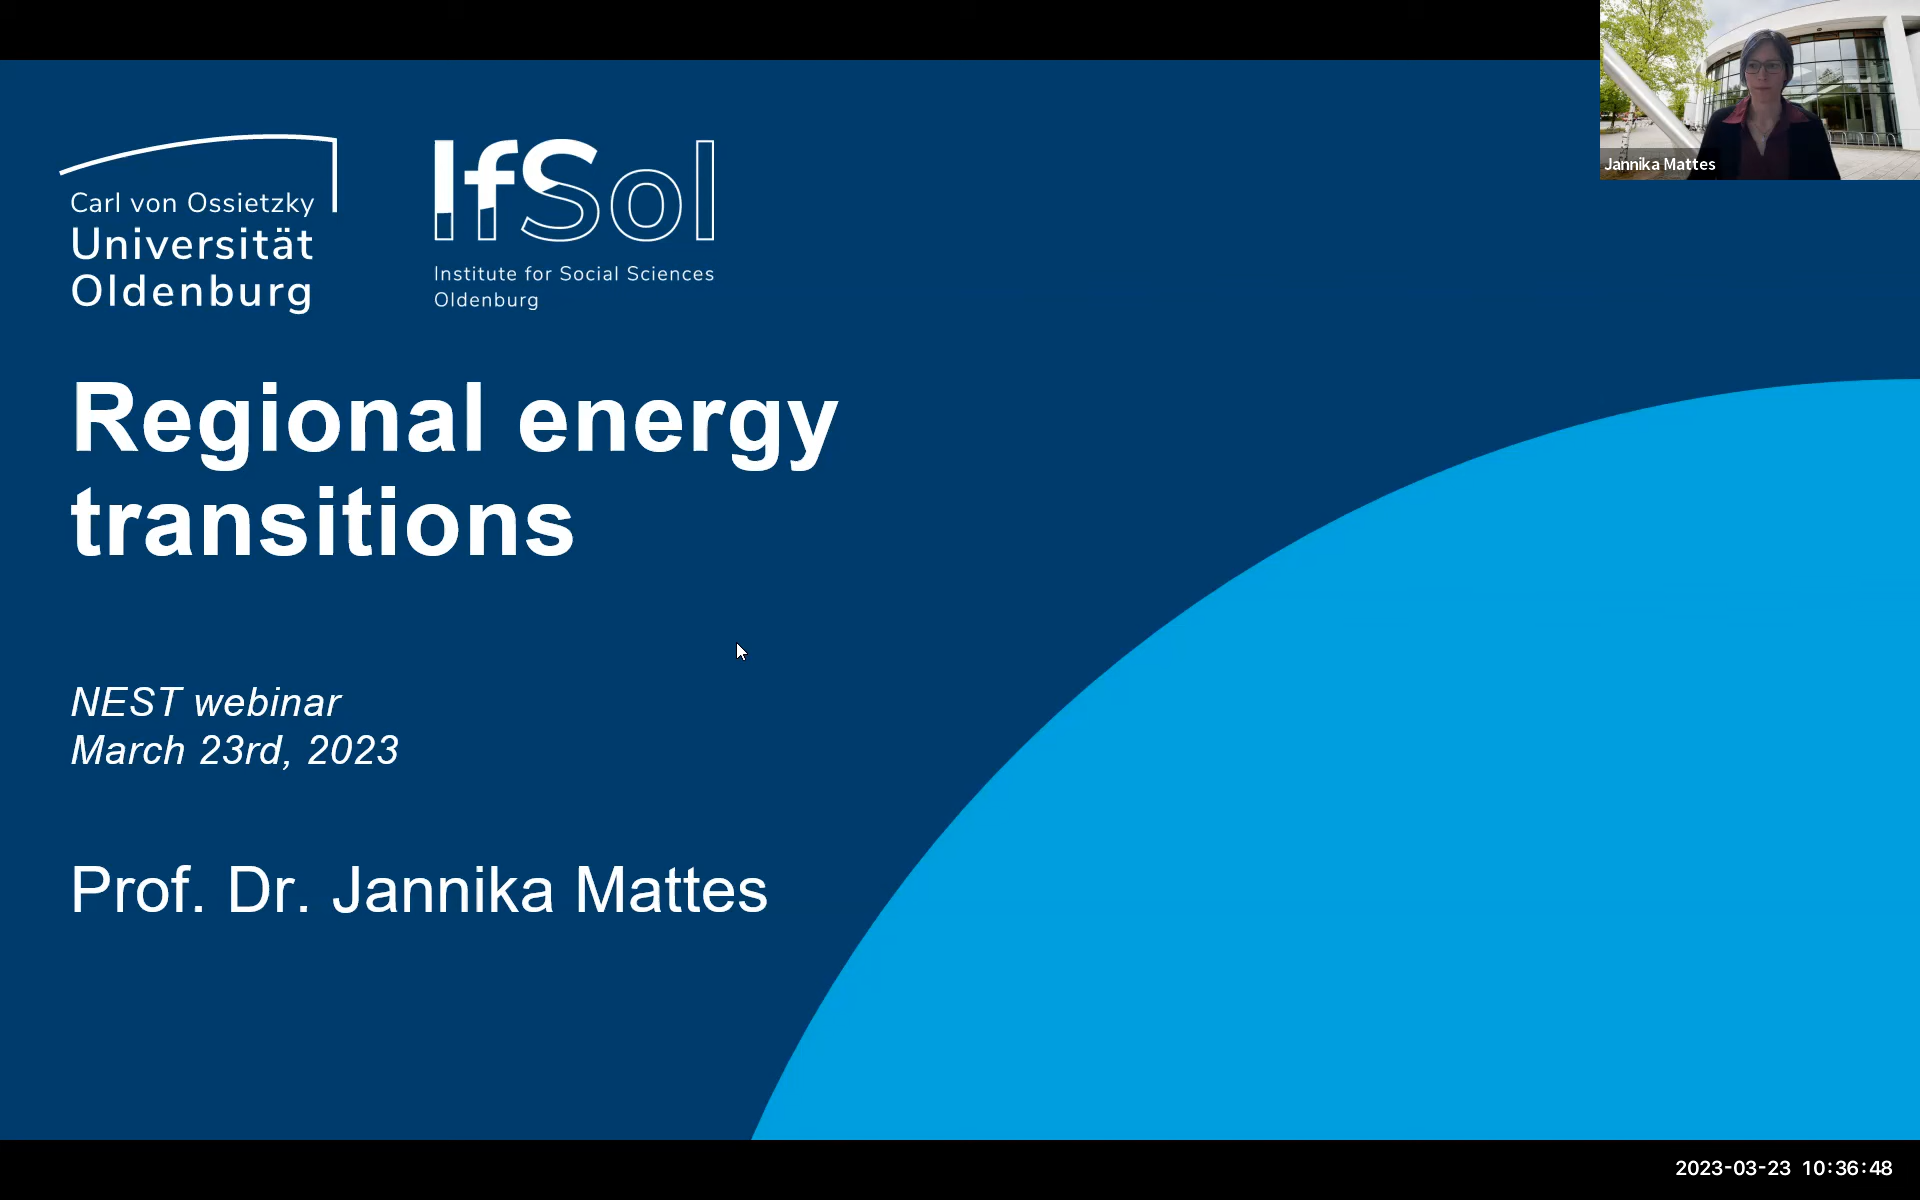 Jannika Mattes
Carl von Ossietzky
Universität
Oldenburg
IfSol
Institute for Social Sciences
Oldenburg
Regional energy
transitions
NEST webinar
March 23rd, 2023
Prof. Dr. Jannika Mattes
2023-03-23 10:36:48